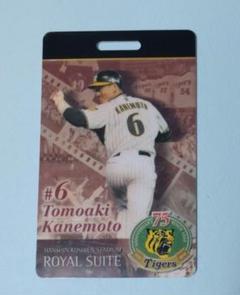 KANEMOTO
6
#6
Tomoaki
Kanemoto
HANSHIN KOSHIEN STADIUM
ROYAL SUITE
75
Tigers